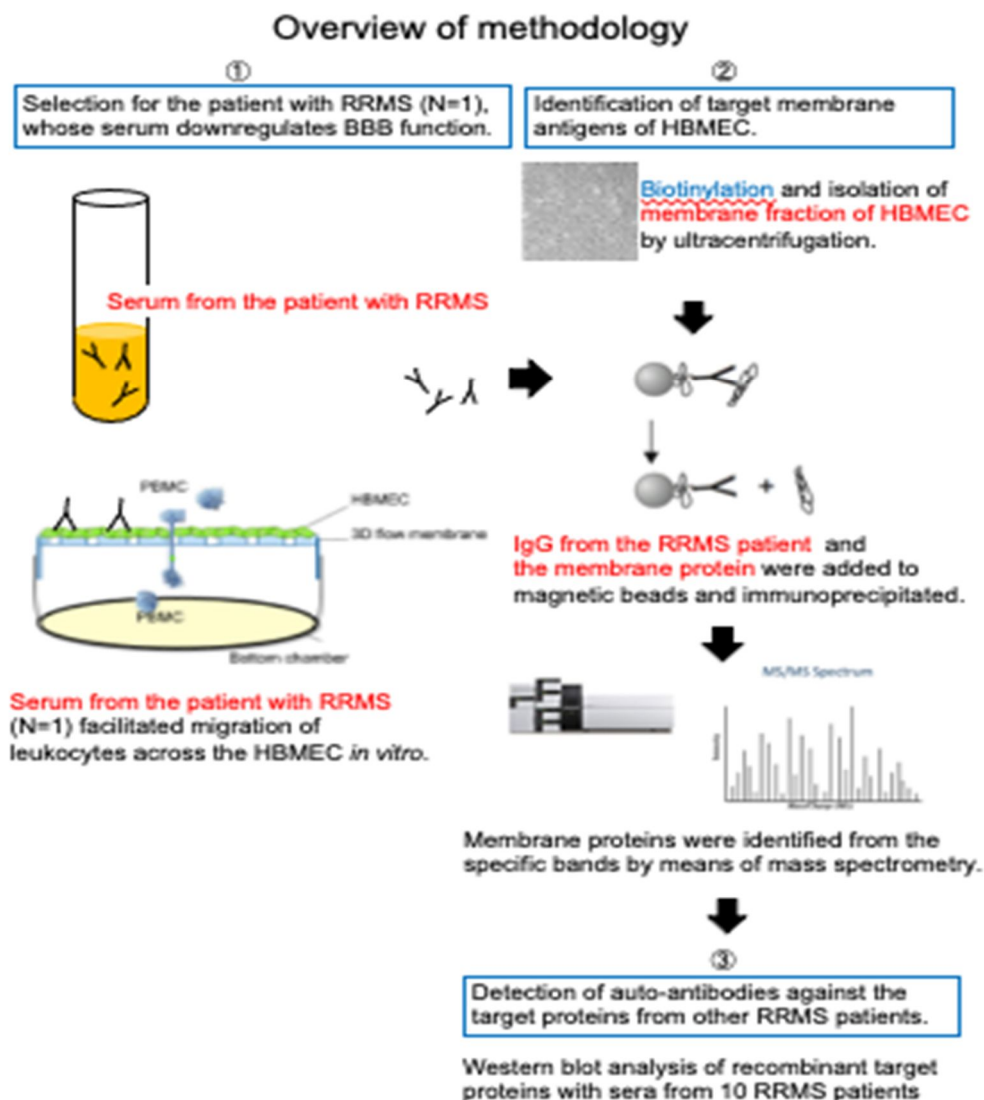 Overview of methodology
①
Selection for the patient with RRMS (N=1),
whose serum downregulates BBB function.
Serum from the patient with RRMS
PBMC
HBMEC
3D flow membrane
PBMC
Bottom chamber
Serum from the patient with RRMS
(N=1) facilitated migration of
leukocytes across the HBMEC in vitro.
②
Identification of target membrane
antigens of HBMEC.
Biotinylation and isolation of
membrane fraction of HBMEC
by ultracentrifugation.
+
IgG from the RRMS patient and
the membrane protein were added to
magnetic beads and immunoprecipitated.
MS/MS Spectrum
Membrane proteins were identified from the
specific bands by means of mass spectrometry.
③
Detection of auto-antibodies against the
target proteins from other RRMS patients.
Western blot analysis of recombinant target
proteins with sera from 10 RRMS patients